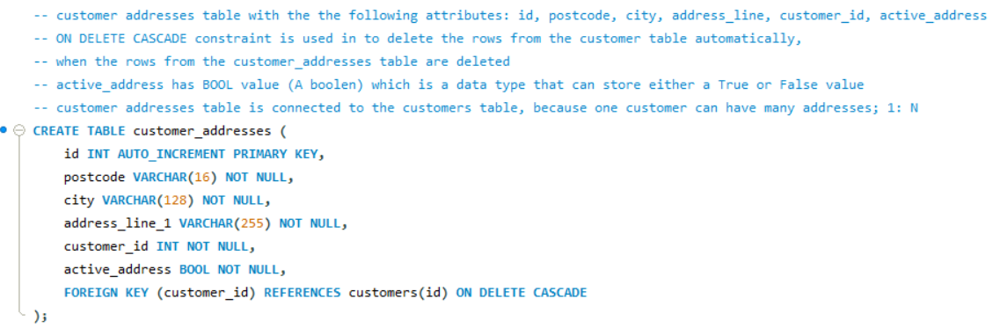 -- customer addresses table with the the following attributes: id, postcode, city, address_line, customer_id, active_address
-- ON DELETE CASCADE constraint is used in to delete the rows from the customer table automatically,
-- when the rows from the customer_addresses table are deleted
-- active_address has BOOL value (A boolen) which is a data type that can store either a True or False value
-- customer addresses table is connected to the customers table, because one customer can have many addresses; 1: N
CREATE TABLE customer_addresses (
id INT AUTO_INCREMENT PRIMARY KEY,
postcode VARCHAR(16) NOT NULL,
city VARCHAR(128) NOT NULL,
address_line_1 VARCHAR(255) NOT NULL,
customer_id INT NOT NULL,
active_address BOOL NOT NULL,
FOREIGN KEY (customer_id) REFERENCES customers(id) ON DELETE CASCADE
);